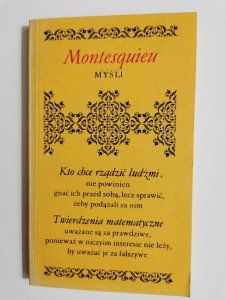 Montesquieu
MYŚLI
Kto chce rządzić ludźmi,
nie powinien
gnać ich przed sobą, lecz sprawić,
żeby podążali za nim
Twierdzenia matematyczne
uważane są za prawdziwe,
ponieważ w niczyim interesie nie leży,
by uważać je za fałszywe